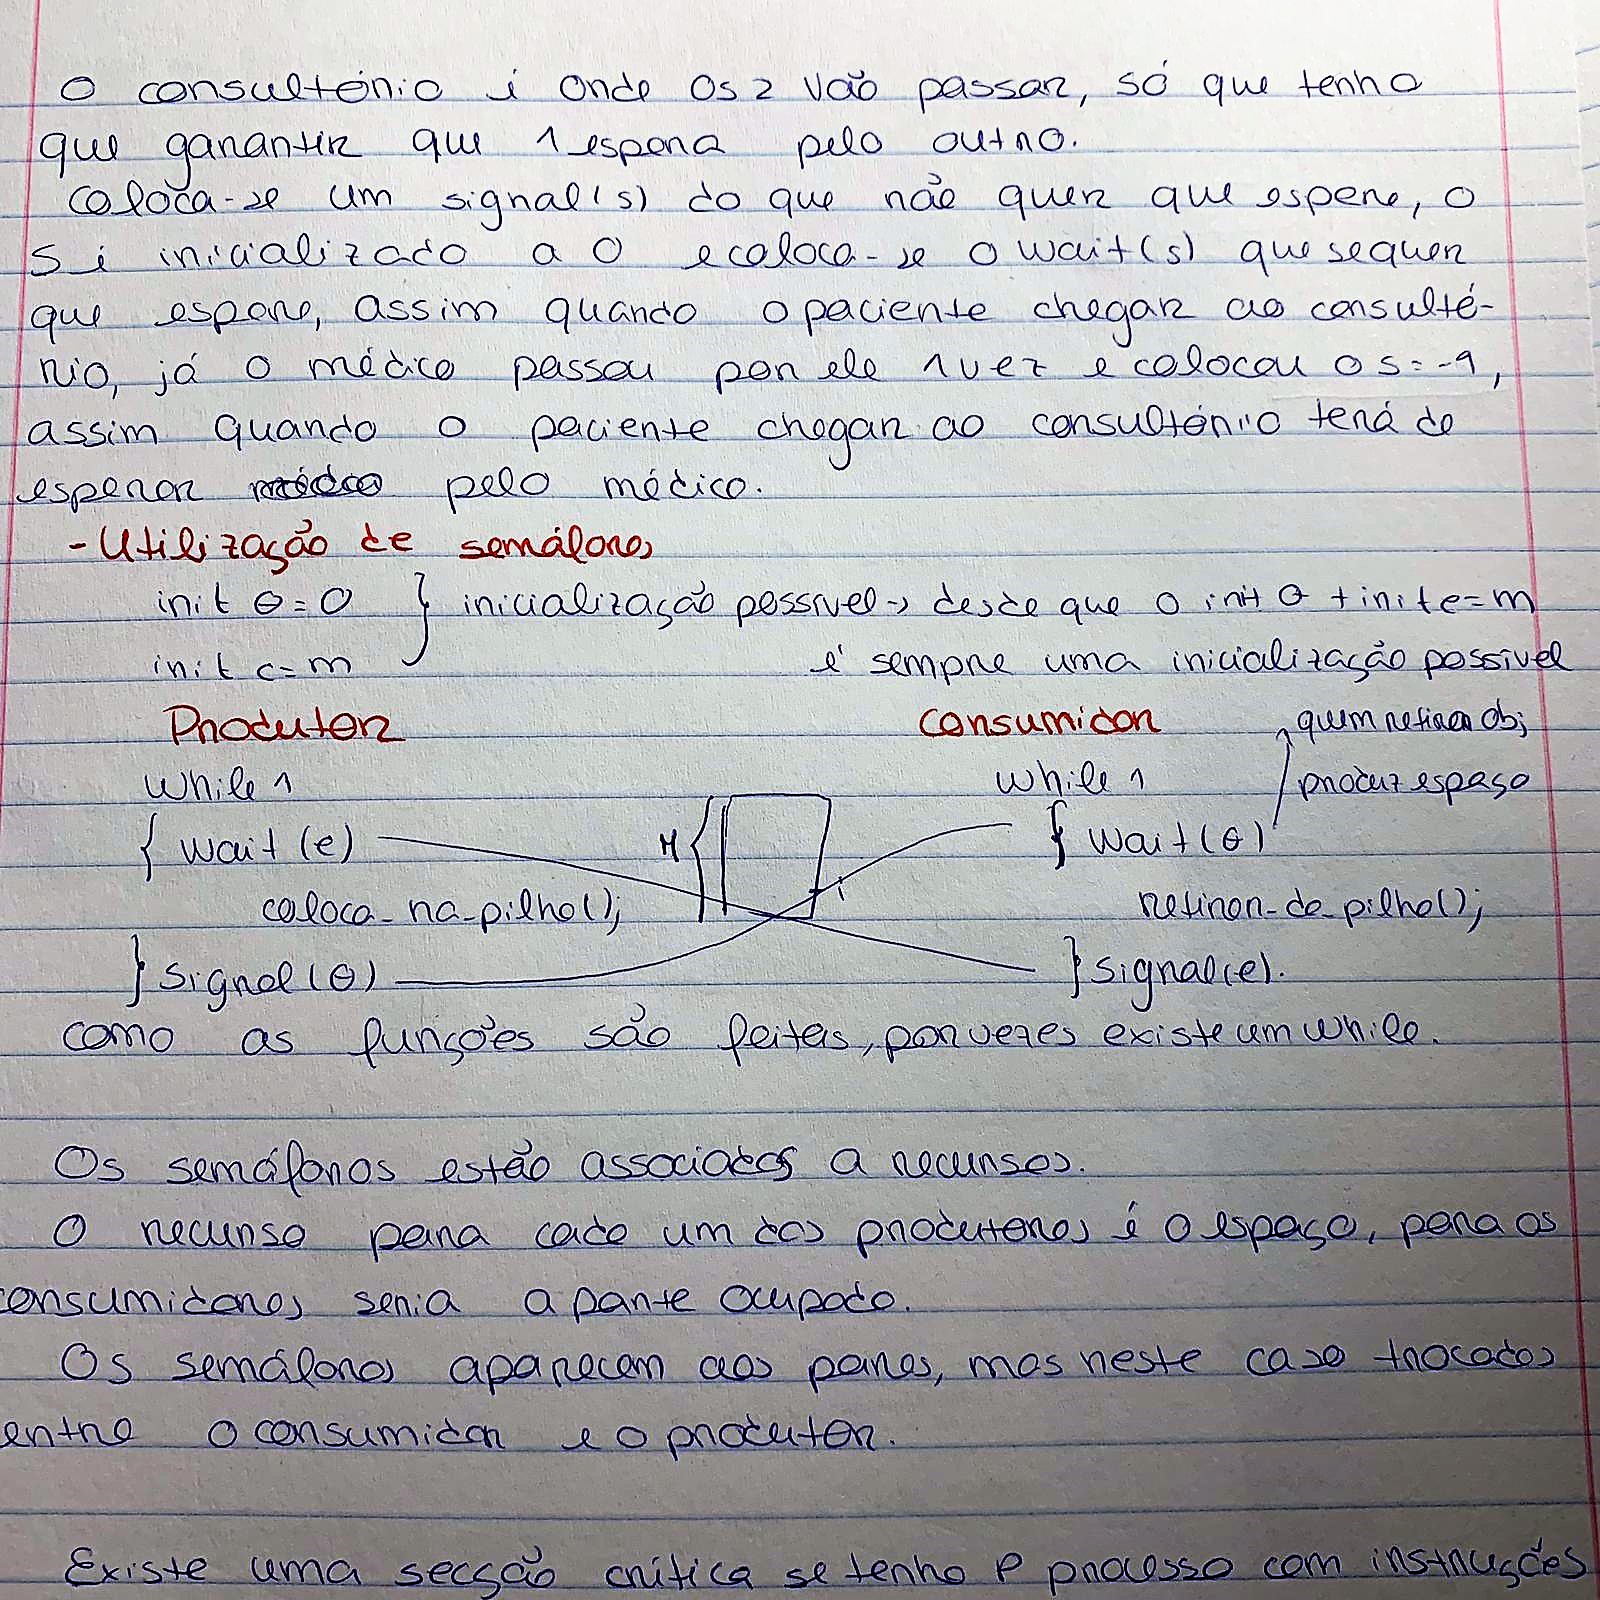 O consultório é onde os 2 vão passar, só que tenho
que garantir que 1 espera pelo outro.
Coloca-se um signal(s) do que não quer que espere, o
s é inicializado a 0 e coloca-se o wait(s) que se quer
que espere, assim quando o paciente chegar ao consultó-
rio, já o médico passou por ele 1 vez e colocou o s=-1,
assim quando o paciente chegar ao consultório terá de
esperar pelo médico.
- Utilização de semáforos
init θ=0 } inicialização possível → desde que o init θ + init e=m
init c=m é sempre uma inicialização possível
Produtor Consumidor quem retira obj
while 1 while 1 produz espaço
{ wait (e) M { { wait(θ)
coloca_na_pilha(); retirar_da_pilha();
} signal(θ) } signal(e).
como as funções são feitas, por vezes existe um while.
Os semáforos estão associados a recursos.
O recurso para cada um dos produtores é o espaço, para os
consumidores seria a parte ocupada.
Os semáforos aparecem aos pares, mas neste caso trocados
entre o consumidor e o produtor.
Existe uma secção crítica se tenho P processo com instruções